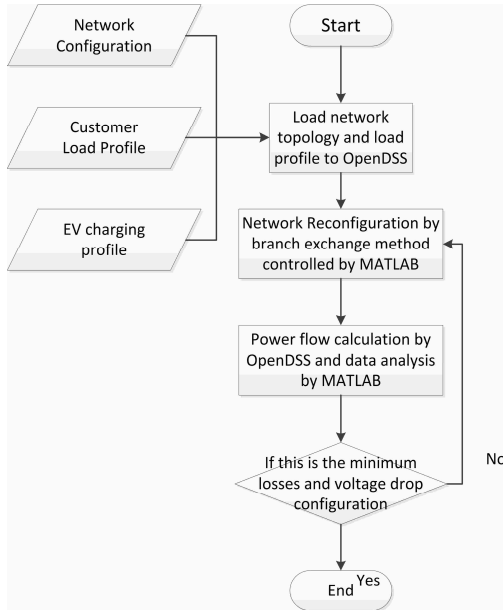 Network
Configuration
Start
Customer
Load Profile
Load network
topology and load
profile to OpenDSS
EV charging
profile
Network Reconfiguration by
branch exchange method
controlled by MATLAB
Power flow calculation by
OpenDSS and data analysis
by MATLAB
If this is the minimum
losses and voltage drop
configuration
No
Yes
End